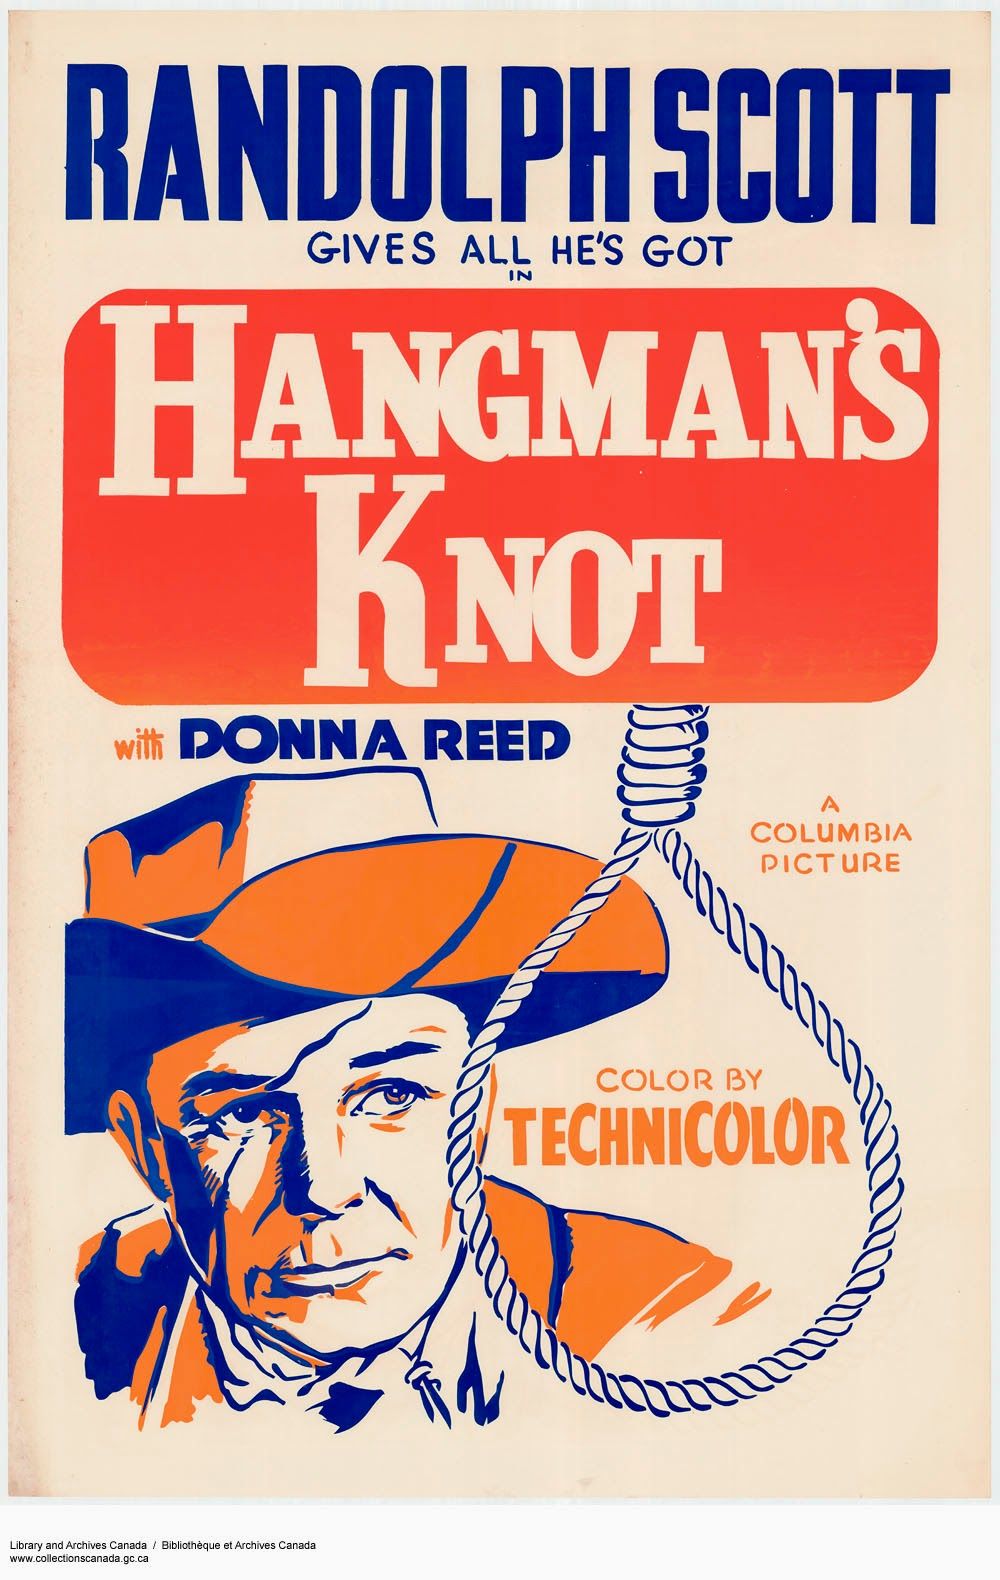 RANDOLPH SCOTT
GIVES ALL HE'S GOT
IN
HANGMAN'S
KNOT
with DONNA REED
A
COLUMBIA
PICTURE
COLOR BY
TECHNICOLOR
Library and Archives Canada / Bibliothèque et Archives Canada
www.collectionscanada.gc.ca